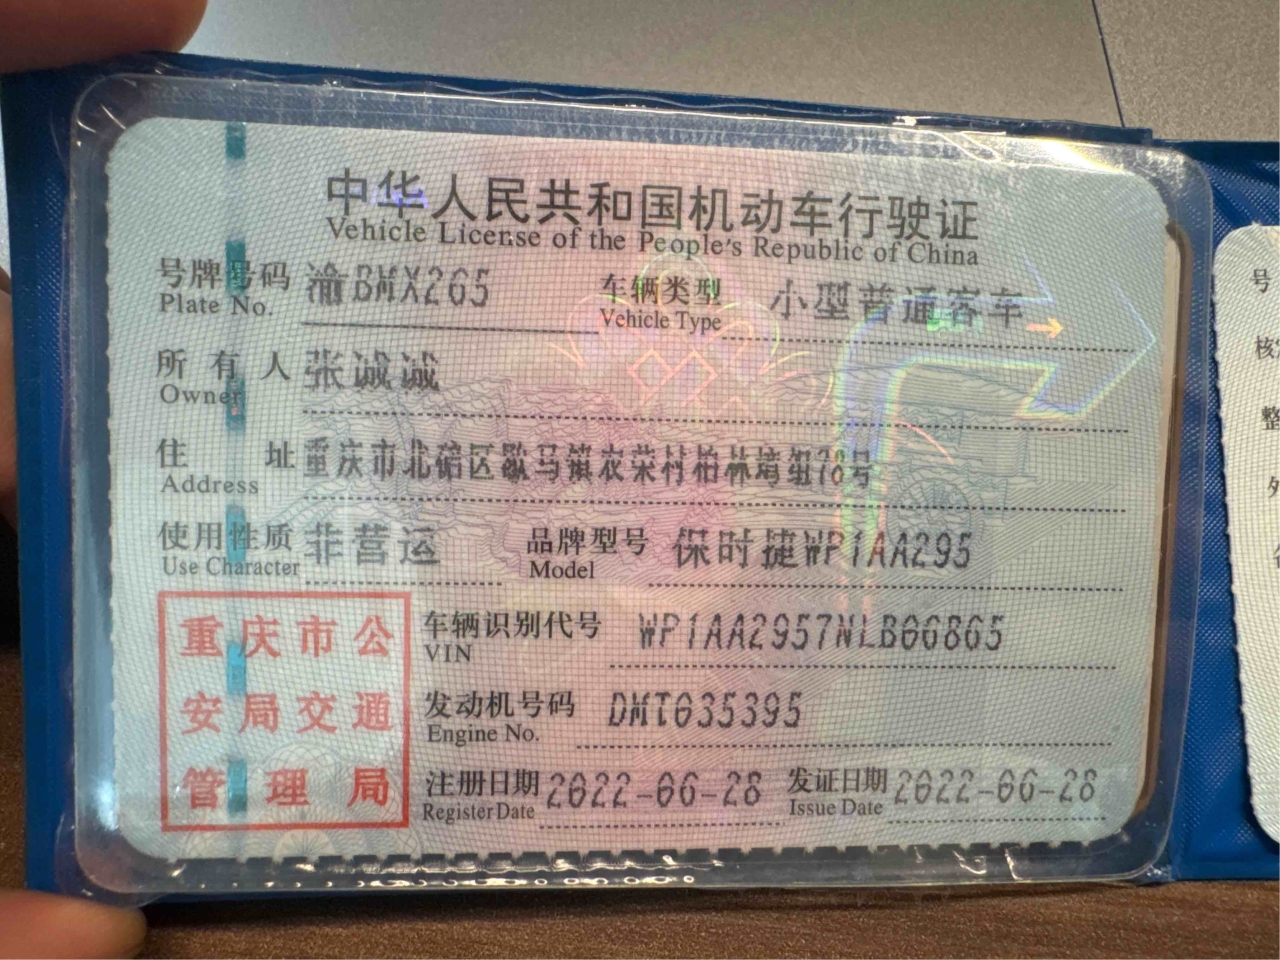 中华人民共和国机动车行驶证
Vehicle License of the People's Republic of China
号牌号码 渝BMX265 车辆类型 小型普通客车
Plate No. Vehicle Type
所有人 张诚诚
Owner
住址 重庆市北碚区歇马镇农荣村柏林塆组78号
Address
使用性质 非营运 品牌型号 保时捷WP1AA295
Use Character Model
重庆市公
安局交通
管理局
车辆识别代号 WP1AA2957NLB06865
VIN
发动机号码 DMT035395
Engine No.
注册日期 2022-06-28 发证日期 2022-06-28
Register Date Issue Date
号
核
整